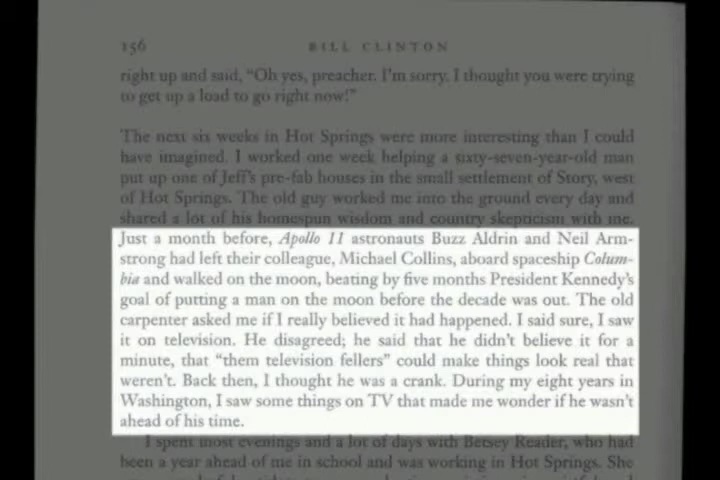 156 BILL CLINTON
right up and said, "Oh yes, preacher. I'm sorry. I thought you were trying
to get up a load to go right now!"
The next six weeks in Hot Springs were more interesting than I could
have imagined. I worked one week helping a sixty-seven-year-old man
put up one of Jeff's pre-fab houses in the small settlement of Story, west
of Hot Springs. The old guy worked me into the ground every day and
shared a lot of his homespun wisdom and country skepticism with me.
Just a month before, Apollo 11 astronauts Buzz Aldrin and Neil Arm-
strong had left their colleague, Michael Collins, aboard spaceship Colum-
bia and walked on the moon, beating by five months President Kennedy's
goal of putting a man on the moon before the decade was out. The old
carpenter asked me if I really believed it had happened. I said sure, I saw
it on television. He disagreed; he said that he didn't believe it for a
minute, that "them television fellers" could make things look real that
weren't. Back then, I thought he was a crank. During my eight years in
Washington, I saw some things on TV that made me wonder if he wasn't
ahead of his time.
I spent most evenings and a lot of days with Betsey Reader, who had
been a year ahead of me in school and was working in Hot Springs. She